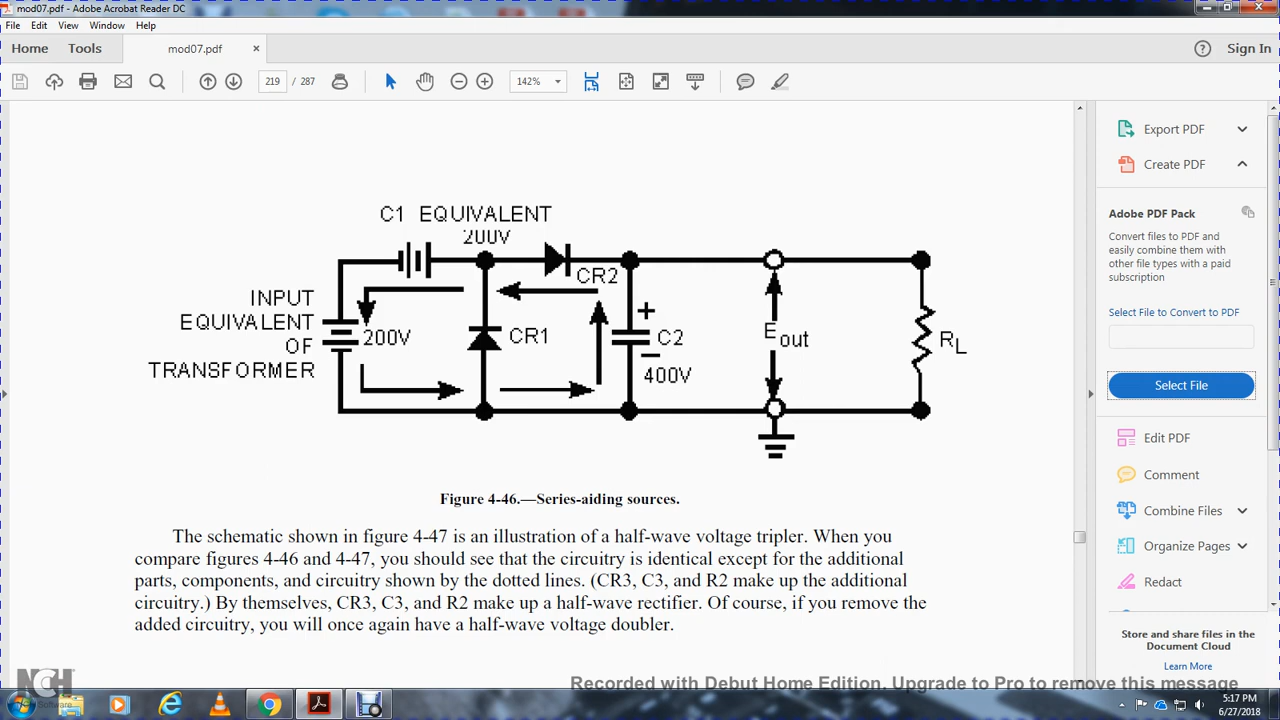 mod07.pdf - Adobe Acrobat Reader DC
File Edit View Window Help
Home Tools mod07.pdf × ? Sign In
219 / 287 142%
C1 EQUIVALENT
200V
CR2
INPUT
EQUIVALENT
OF
TRANSFORMER
200V
CR1
+
C2
−
400V
E out
RL
Figure 4-46.—Series-aiding sources.
The schematic shown in figure 4-47 is an illustration of a half-wave voltage tripler. When you
compare figures 4-46 and 4-47, you should see that the circuitry is identical except for the additional
parts, components, and circuitry shown by the dotted lines. (CR3, C3, and R2 make up the additional
circuitry.) By themselves, CR3, C3, and R2 make up a half-wave rectifier. Of course, if you remove the
added circuitry, you will once again have a half-wave voltage doubler.
Export PDF
Create PDF
Adobe PDF Pack
Convert files to PDF and
easily combine them with
other file types with a paid
subscription
Select File to Convert to PDF
Select File
Edit PDF
Comment
Combine Files
Organize Pages
Redact
Store and share files in the
Document Cloud
Learn More
NCH
Software
Recorded with Debut Home Edition. Upgrade to Pro to remove this message
5:17 PM
6/27/2018